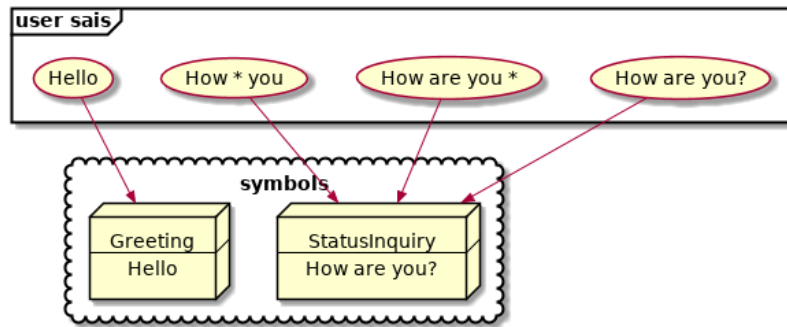 user sais
Hello
How * you
How are you *
How are you?
symbols
Greeting
Hello
StatusInquiry
How are you?